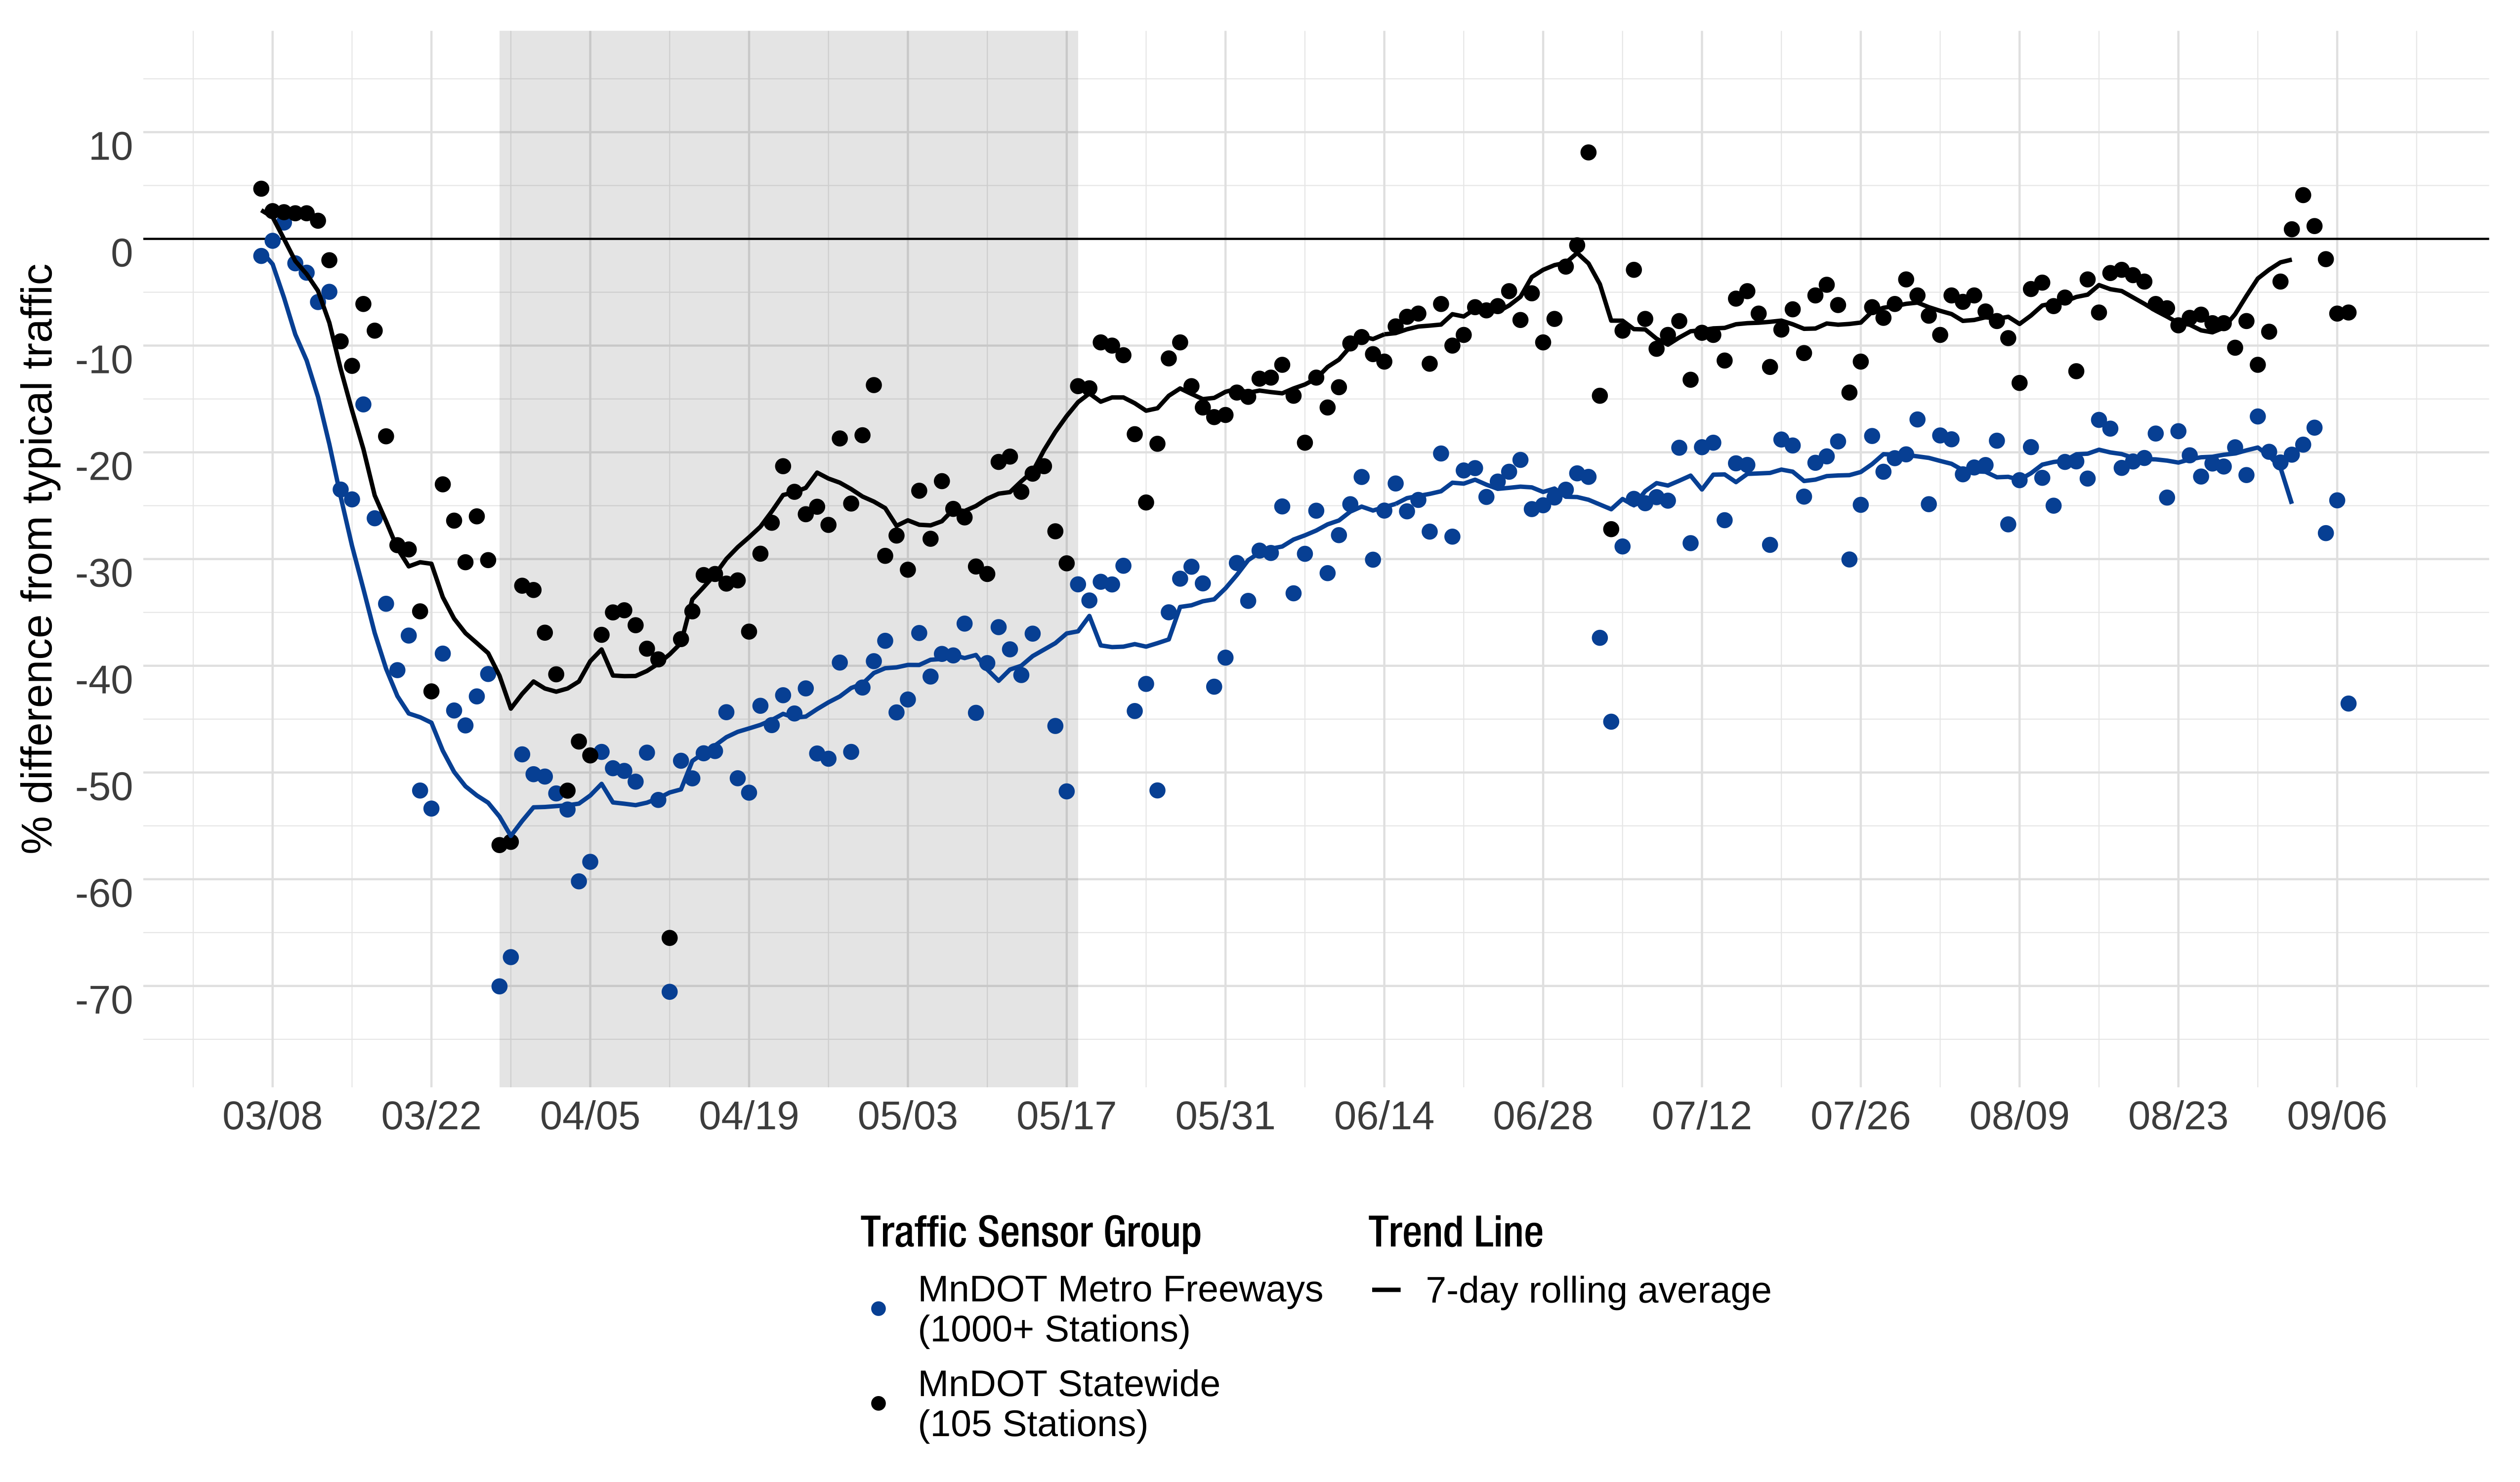 % difference from typical traffic
10
0
-10
-20
-30
-40
-50
-60
-70
03/08 03/22 04/05 04/19 05/03 05/17 05/31 06/14 06/28 07/12 07/26 08/09 08/23 09/06
Traffic Sensor Group
MnDOT Metro Freeways
(1000+ Stations)
MnDOT Statewide
(105 Stations)
Trend Line
7-day rolling average